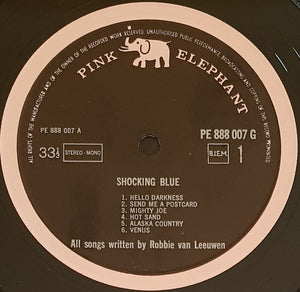 ALL RIGHTS OF THE MANUFACTURER AND OF THE OWNER OF THE RECORDED WORK RESERVED. UNAUTHORISED PUBLIC PERFORMANCE, BROADCASTING AND COPYING OF THIS RECORD PROHIBITED
PINK ELEPHANT
PE 888 007 A
PE 888 007 G
33⅓
STEREO - MONO
B.I.E.M.
1
SHOCKING BLUE
1. HELLO DARKNESS
2. SEND ME A POSTCARD
3. MIGHTY JOE
4. HOT SAND
5. ALASKA COUNTRY
6. VENUS
All songs written by Robbie van Leeuwen